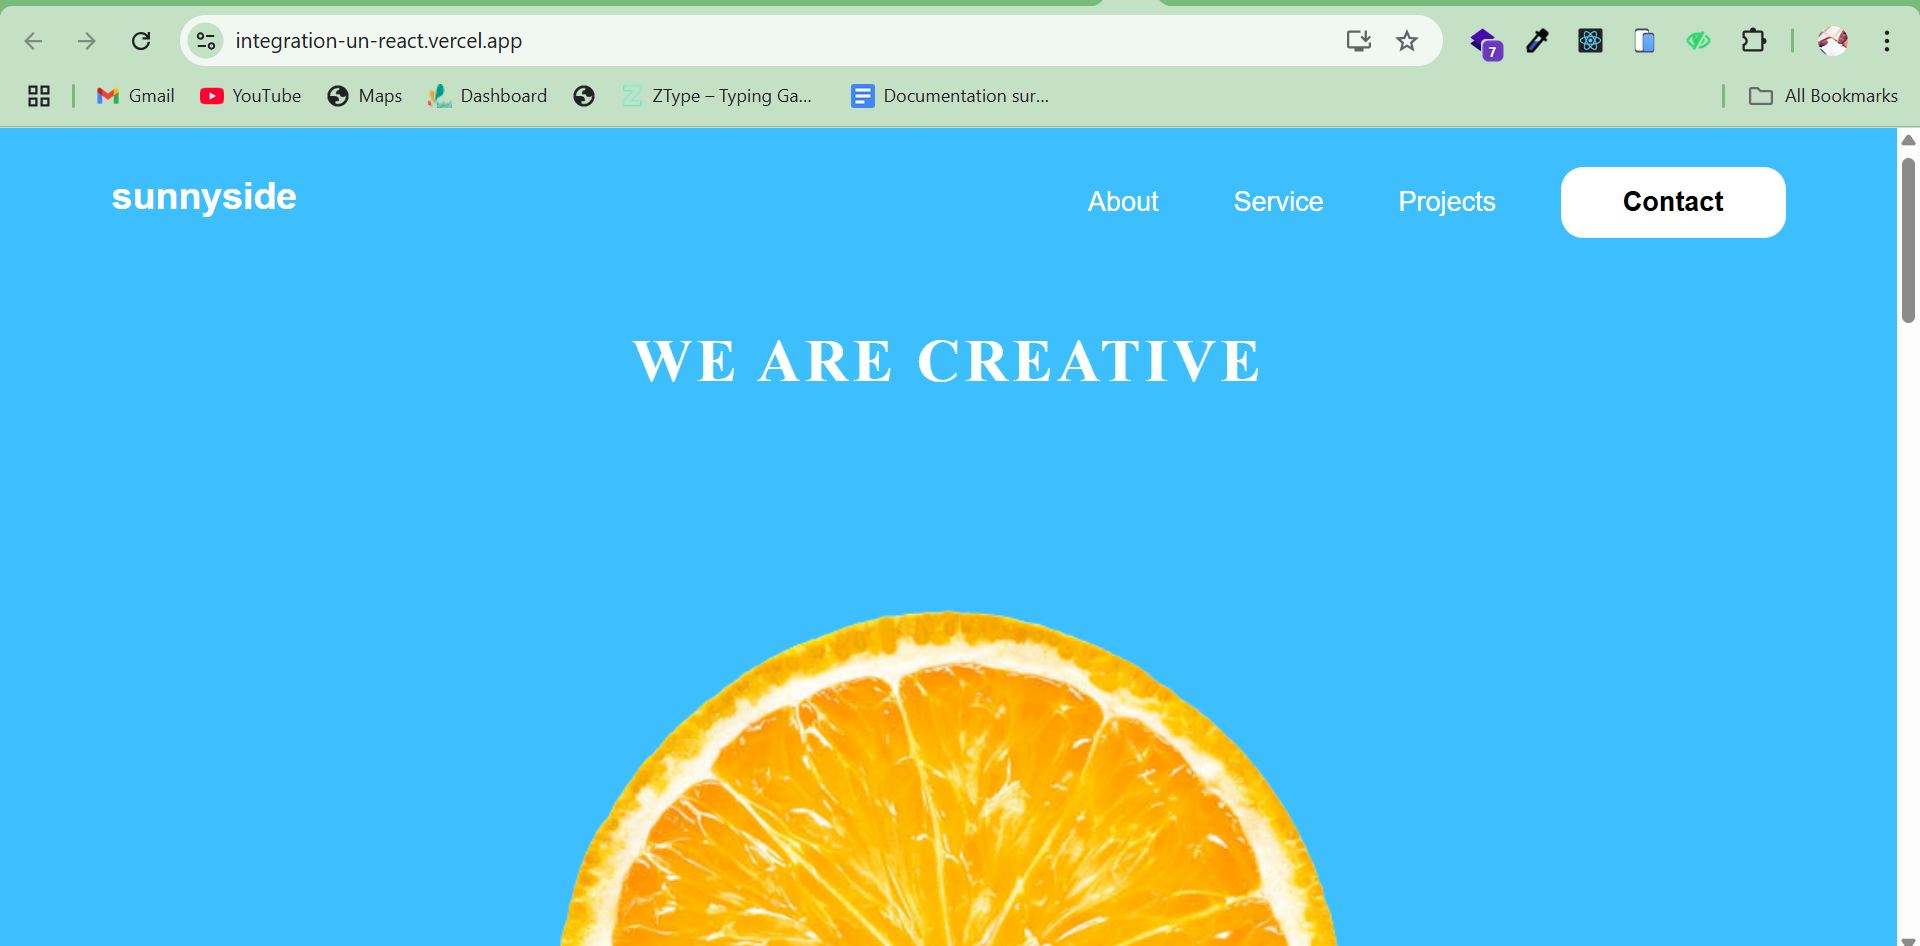 integration-un-react.vercel.app
7
Gmail
YouTube
Maps
Dashboard
ZType – Typing Ga...
Documentation sur...
All Bookmarks
sunnyside
About
Service
Projects
Contact
WE ARE CREATIVE